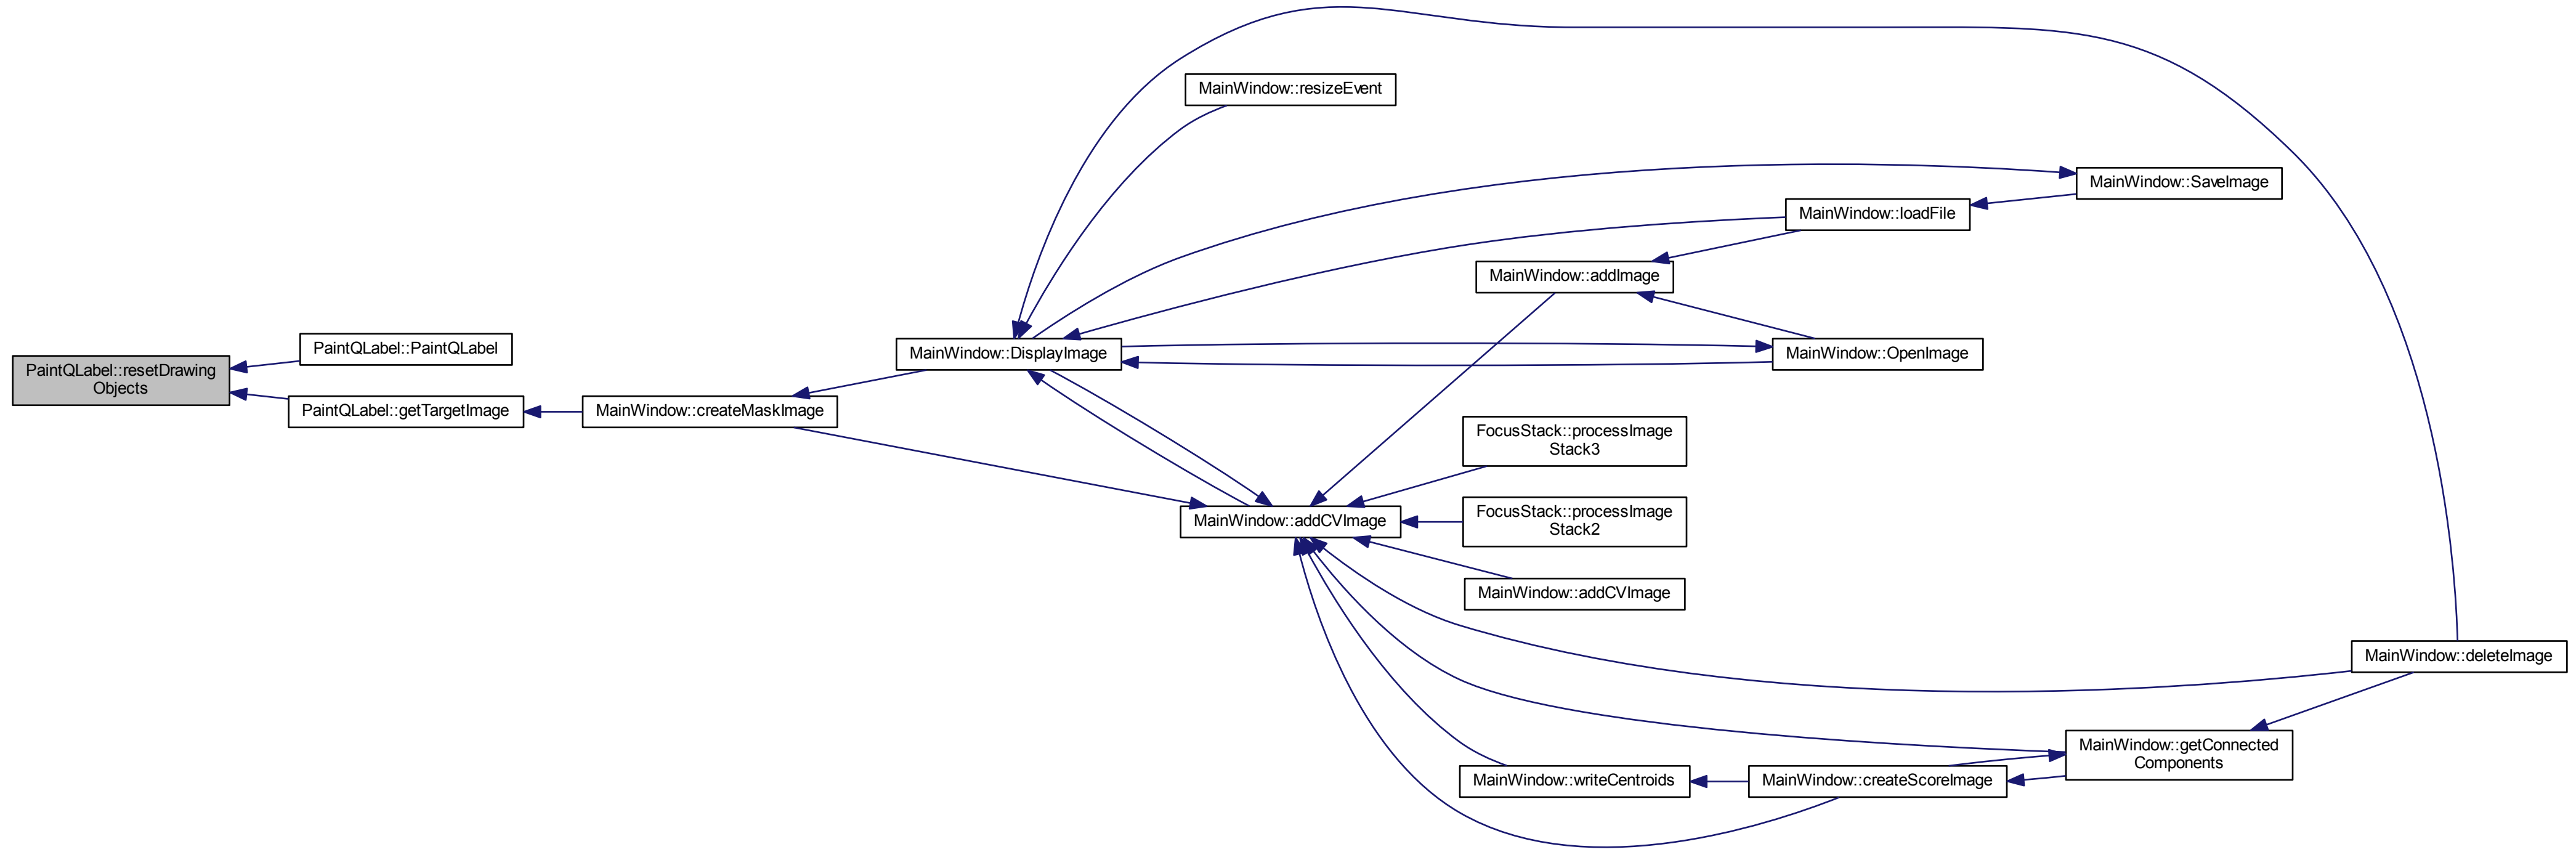 MainWindow::resizeEvent
MainWindow::SaveImage
MainWindow::loadFile
MainWindow::addImage
PaintQLabel::PaintQLabel
MainWindow::DisplayImage
MainWindow::OpenImage
PaintQLabel::resetDrawing
Objects
PaintQLabel::getTargetImage
MainWindow::createMaskImage
FocusStack::processImage
Stack3
MainWindow::addCVImage
FocusStack::processImage
Stack2
MainWindow::addCVImage
MainWindow::deleteImage
MainWindow::getConnected
Components
MainWindow::writeCentroids
MainWindow::createScoreImage